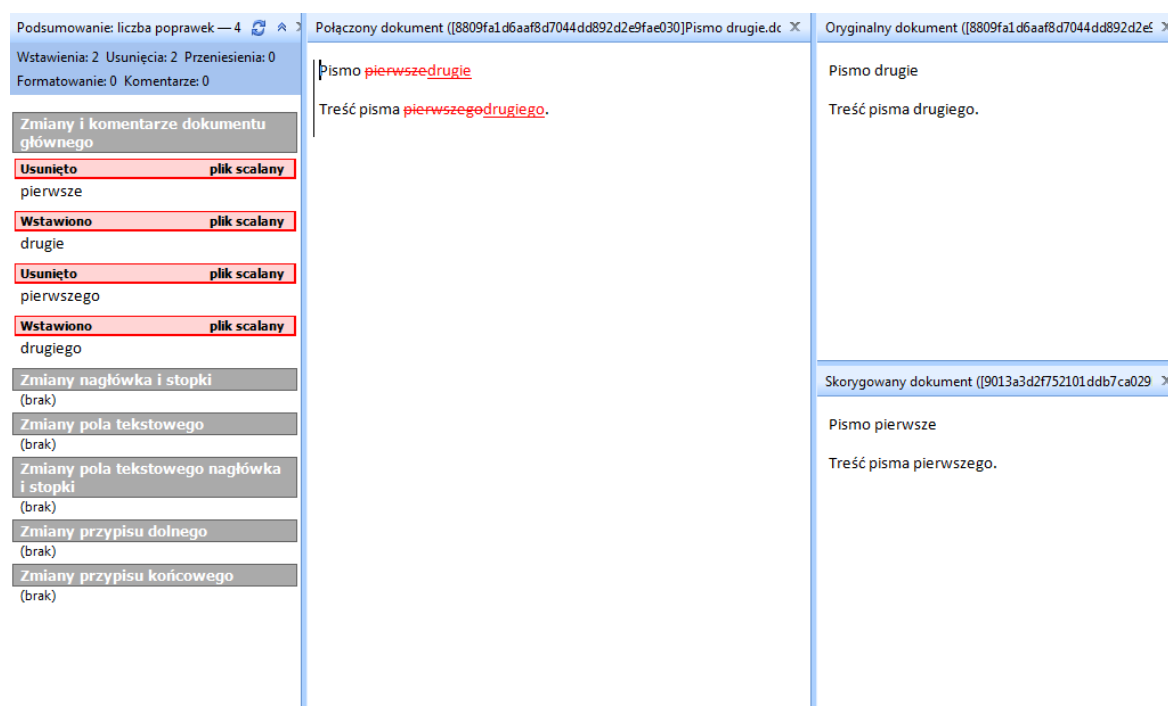 Podsumowanie: liczba poprawek — 4
Wstawienia: 2 Usunięcia: 2 Przeniesienia: 0
Formatowanie: 0 Komentarze: 0
Zmiany i komentarze dokumentu
głównego
Usunięto plik scalany
pierwsze
Wstawiono plik scalany
drugie
Usunięto plik scalany
pierwszego
Wstawiono plik scalany
drugiego
Zmiany nagłówka i stopki
(brak)
Zmiany pola tekstowego
(brak)
Zmiany pola tekstowego nagłówka
i stopki
(brak)
Zmiany przypisu dolnego
(brak)
Zmiany przypisu końcowego
(brak)
Połączony dokument ([8809fa1d6aaf8d7044dd892d2e9fae030]Pismo drugie.dc
Pismo pierwszedrugie
Treść pisma pierwszegodrugiego.
Oryginalny dokument ([8809fa1d6aaf8d7044dd892d2e9
Pismo drugie
Treść pisma drugiego.
Skorygowany dokument ([9013a3d2f752101ddb7ca029
Pismo pierwsze
Treść pisma pierwszego.